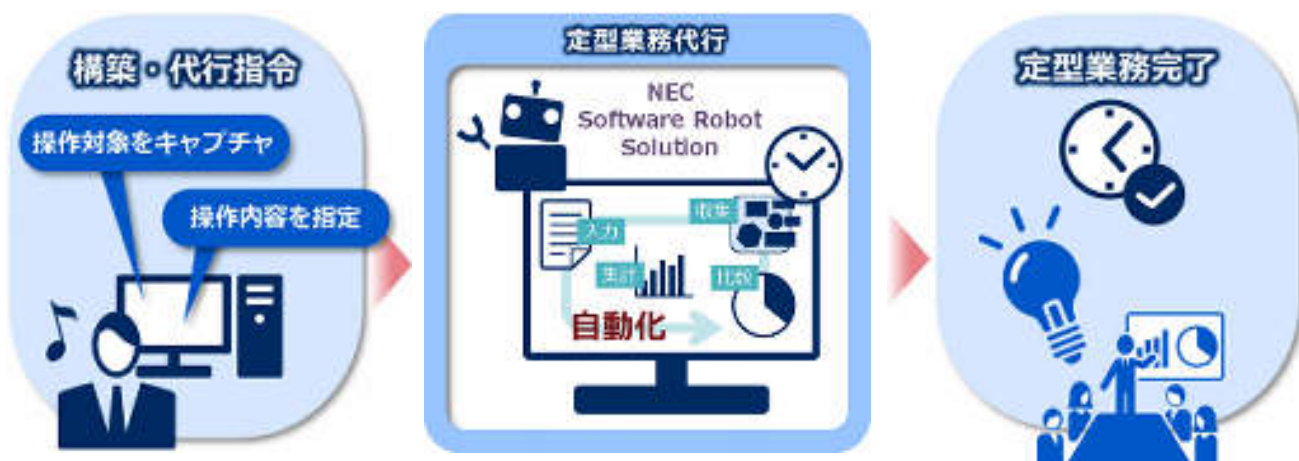 構築・代行指令
操作対象をキャプチャ
操作内容を指定
定型業務代行
NEC
Software Robot
Solution
入力
収集
集計
比較
自動化
定型業務完了